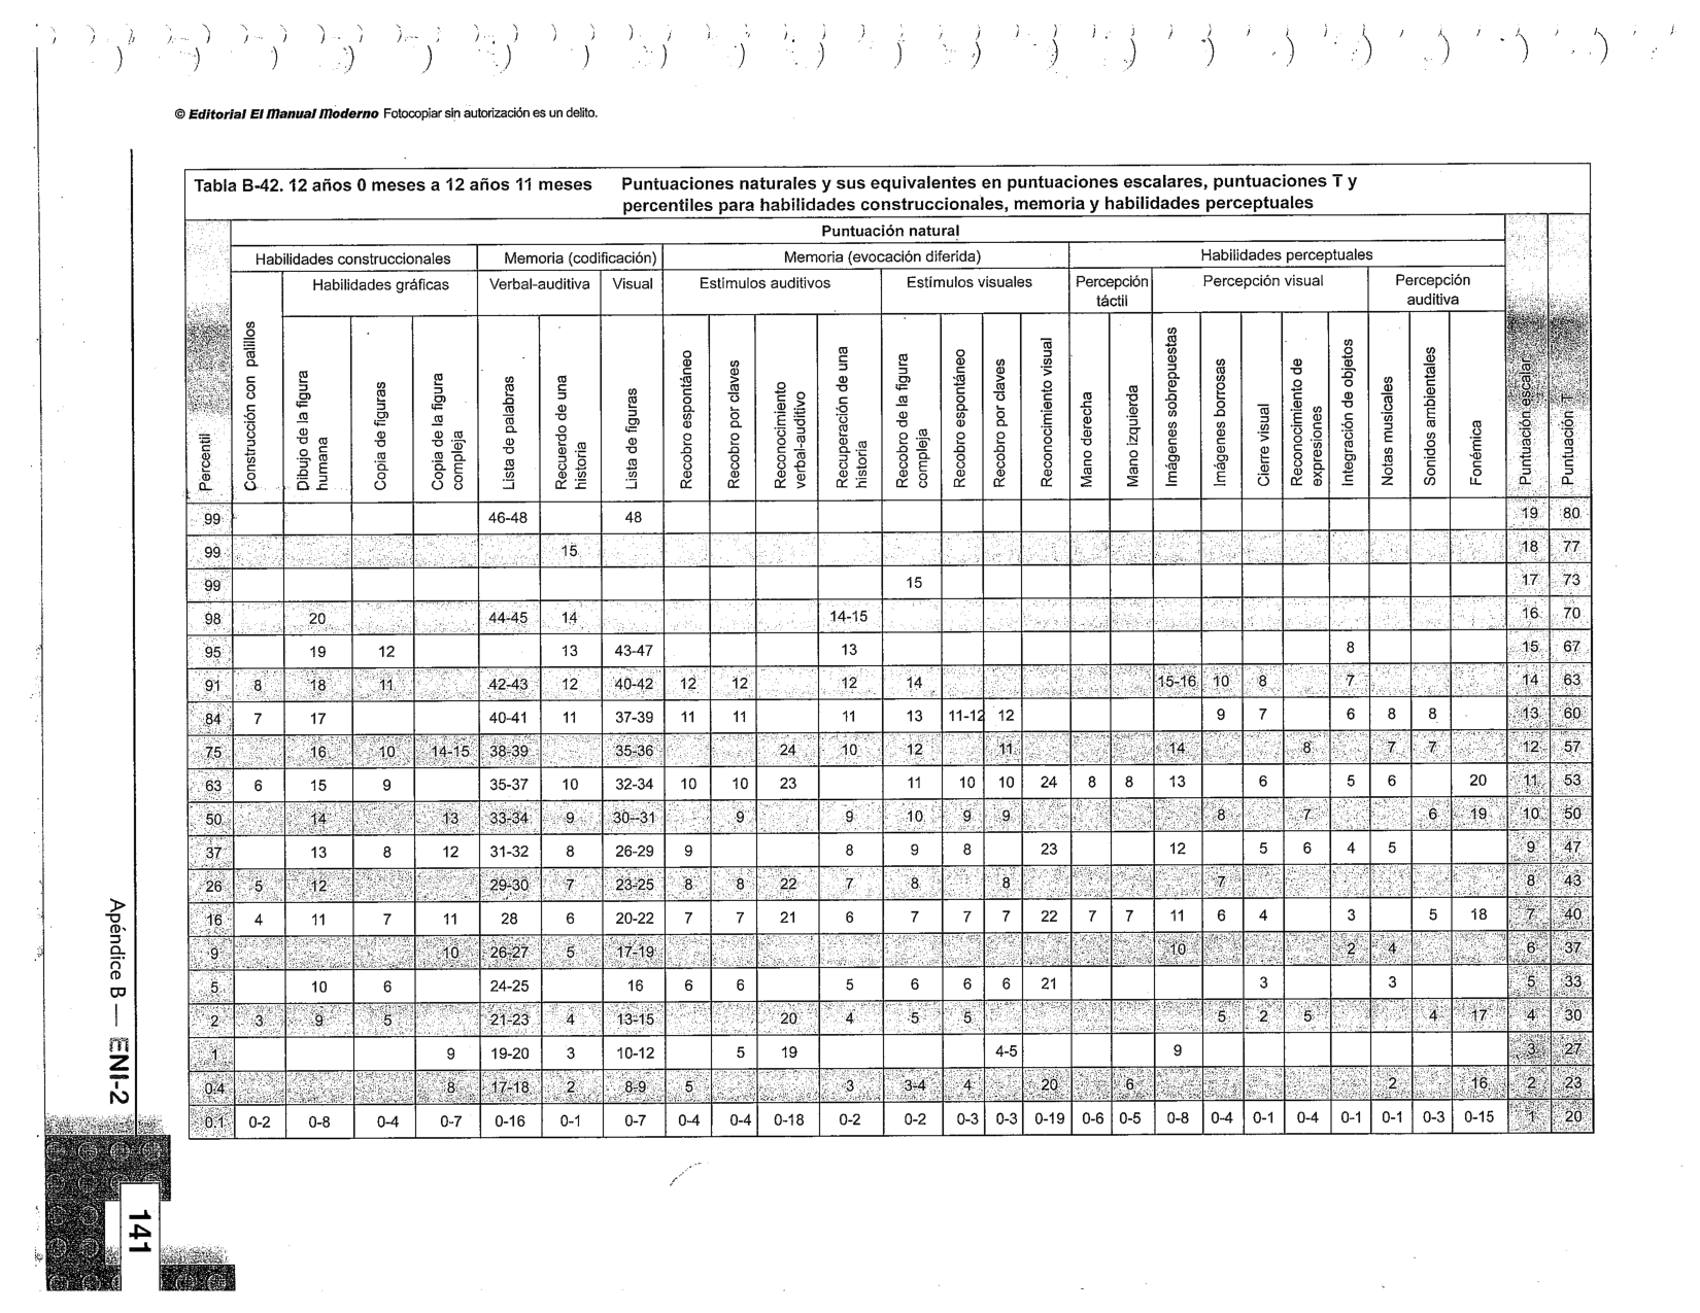 © Editorial El Manual Moderno Fotocopiar sin autorización es un delito.
Tabla B-42. 12 años 0 meses a 12 años 11 meses Puntuaciones naturales y sus equivalentes en puntuaciones escalares, puntuaciones T y
percentiles para habilidades construccionales, memoria y habilidades perceptuales
Puntuación natural
Habilidades construccionales Memoria (codificación) Memoria (evocación diferida) Habilidades perceptuales
Habilidades gráficas Verbal-auditiva Visual Estímulos auditivos Estímulos visuales Percepción táctil Percepción visual Percepción auditiva
Percentil
Construcción con palillos
Dibujo de la figura humana
Copia de figuras
Copia de la figura compleja
Lista de palabras
Recuerdo de una historia
Lista de figuras
Recobro espontáneo
Recobro por claves
Reconocimiento verbal-auditivo
Recuperación de una historia
Recobro de la figura compleja
Recobro espontáneo
Recobro por claves
Reconocimiento visual
Mano derecha
Mano izquierda
Imágenes sobrepuestas
Imágenes borrosas
Cierre visual
Reconocimiento de expresiones
Integración de objetos
Notas musicales
Sonidos ambientales
Fonémica
Puntuación escalar
Puntuación T
99 46-48 48 19 80
99 15 18 77
99 15 17 73
98 20 44-45 14 14-15 16 70
95 19 12 13 43-47 13 8 15 67
91 8 18 11 42-43 12 40-42 12 12 12 14 15-16 10 8 7 14 63
84 7 17 40-41 11 37-39 11 11 11 13 11-12 12 9 7 6 8 8 13 60
75 16 10 14-15 38-39 35-36 24 10 12 11 14 8 7 7 12 57
63 6 15 9 35-37 10 32-34 10 10 23 11 10 10 24 8 8 13 6 5 6 20 11 53
50 14 13 33-34 9 30--31 9 9 10 9 9 8 7 6 19 10 50
37 13 8 12 31-32 8 26-29 9 8 9 8 23 12 5 6 4 5 9 47
26 5 12 29-30 7 23-25 8 8 22 7 8 8 7 8 43
16 4 11 7 11 28 6 20-22 7 7 21 6 7 7 7 22 7 7 11 6 4 3 5 18 7 40
9 10 26-27 5 17-19 10 2 4 6 37
5 10 6 24-25 16 6 6 5 6 6 6 21 3 3 5 33
2 3 9 5 21-23 4 13-15 20 4 5 5 5 2 5 4 17 4 30
1 9 19-20 3 10-12 5 19 4-5 9 3 27
0.4 8 17-18 2 8-9 5 3 3-4 4 20 6 2 16 2 23
0.1 0-2 0-8 0-4 0-7 0-16 0-1 0-7 0-4 0-4 0-18 0-2 0-2 0-3 0-3 0-19 0-6 0-5 0-8 0-4 0-1 0-4 0-1 0-1 0-3 0-15 1 20
Apéndice B — ENI-2
141